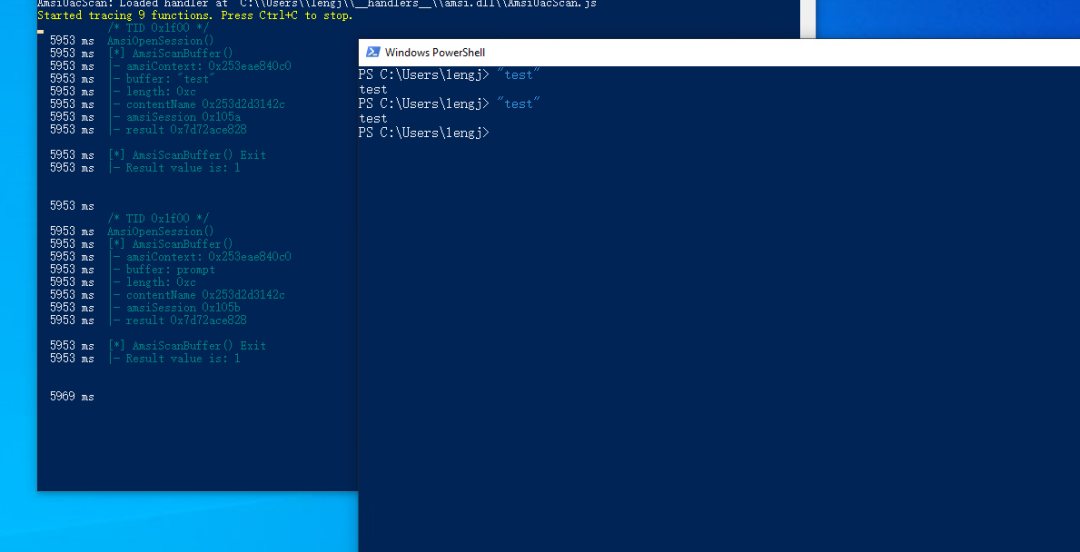 AmsiUacScan: Loaded handler at "C:\\Users\\lengj\\__handlers__\\amsi.dll\\AmsiUacScan.js
Started tracing 9 functions. Press Ctrl+C to stop.
/* TID 0x1f00 */
5953 ms AmsiOpenSession()
5953 ms [*] AmsiScanBuffer()
5953 ms |- amsiContext: 0x253eae840c0
5953 ms |- buffer: "test"
5953 ms |- length: 0xc
5953 ms |- contentName 0x253d2d3142c
5953 ms |- amsiSession 0x105a
5953 ms |- result 0x7d72ace828
5953 ms [*] AmsiScanBuffer() Exit
5953 ms |- Result value is: 1
5953 ms
/* TID 0x1f00 */
5953 ms AmsiOpenSession()
5953 ms [*] AmsiScanBuffer()
5953 ms |- amsiContext: 0x253eae840c0
5953 ms |- buffer: prompt
5953 ms |- length: 0xc
5953 ms |- contentName 0x253d2d3142c
5953 ms |- amsiSession 0x105b
5953 ms |- result 0x7d72ace828
5953 ms [*] AmsiScanBuffer() Exit
5953 ms |- Result value is: 1
5969 ms
Windows PowerShell
PS C:\Users\lengj> "test"
test
PS C:\Users\lengj> "test"
test
PS C:\Users\lengj>